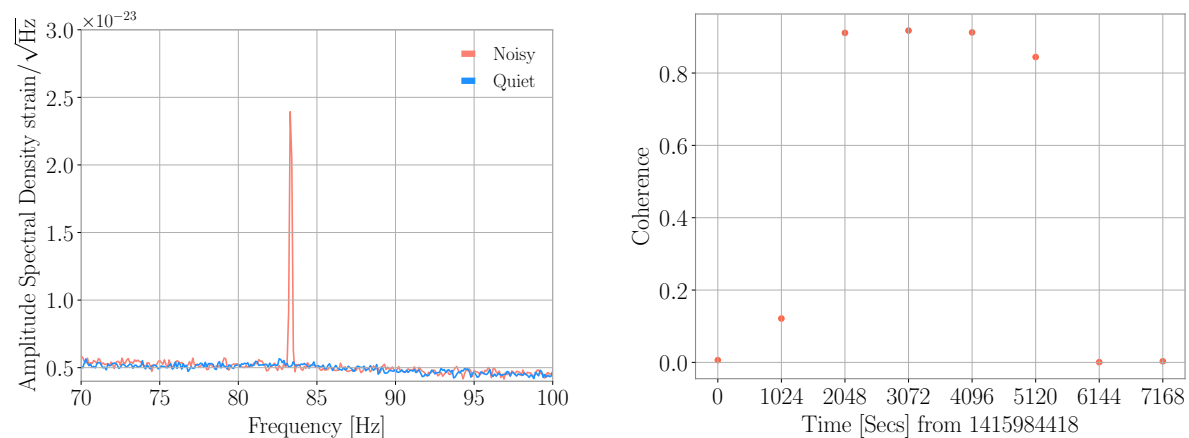 ×10−23
3.0
2.5
2.0
1.5
1.0
0.5
Amplitude Spectral Density strain/√Hz
Noisy
Quiet
70 75 80 85 90 95 100
Frequency [Hz]
0.8
0.6
0.4
0.2
0.0
Coherence
0 1024 2048 3072 4096 5120 6144 7168
Time [Secs] from 1415984418